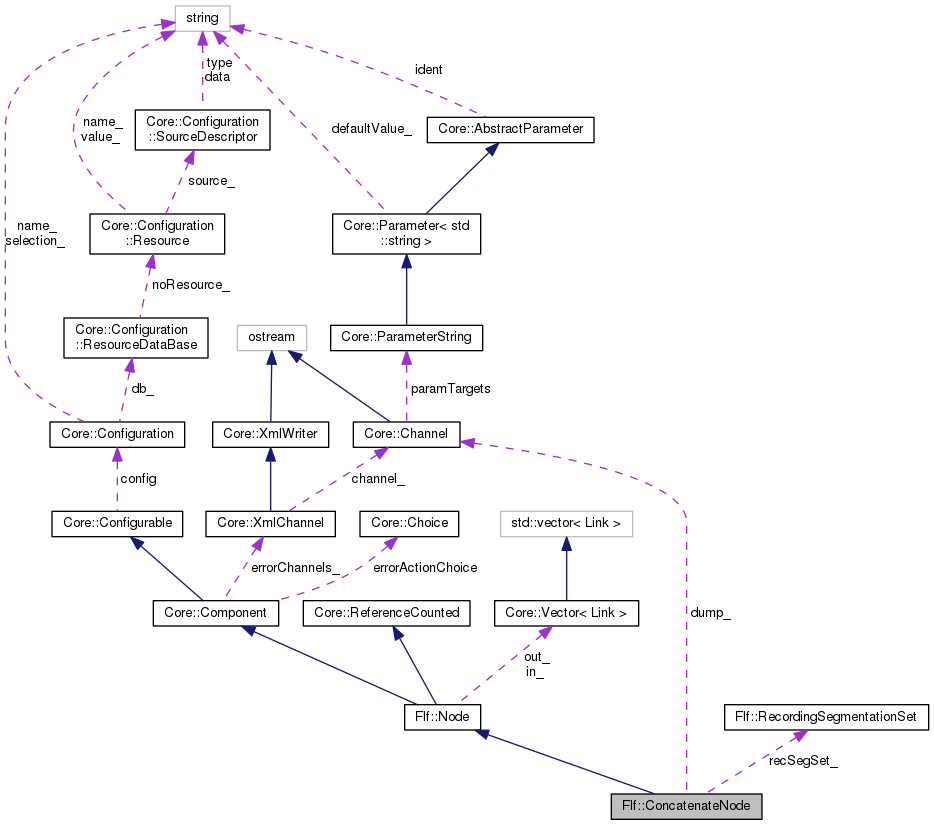 string
type
data
ident
Core::Configuration
::SourceDescriptor
Core::AbstractParameter
name_
value_
defaultValue_
source_
name_
selection_
Core::Configuration
::Resource
Core::Parameter< std
::string >
noResource_
Core::Configuration
::ResourceDataBase
ostream
Core::ParameterString
db_
paramTargets
Core::Configuration
Core::XmlWriter
Core::Channel
config
channel_
Core::Configurable
Core::XmlChannel
Core::Choice
std::vector< Link >
errorChannels_
errorActionChoice
Core::Component
Core::ReferenceCounted
Core::Vector< Link >
dump_
out_
in_
Flf::Node
Flf::RecordingSegmentationSet
recSegSet_
Flf::ConcatenateNode